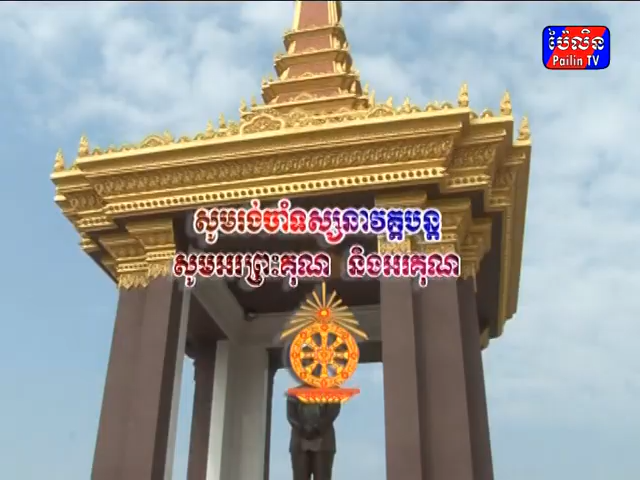 ប៉ៃលិន
Pailin TV
សូមរង់ចាំទស្សនាវគ្គបន្ត
សូមអរព្រះគុណ និងអរគុណ